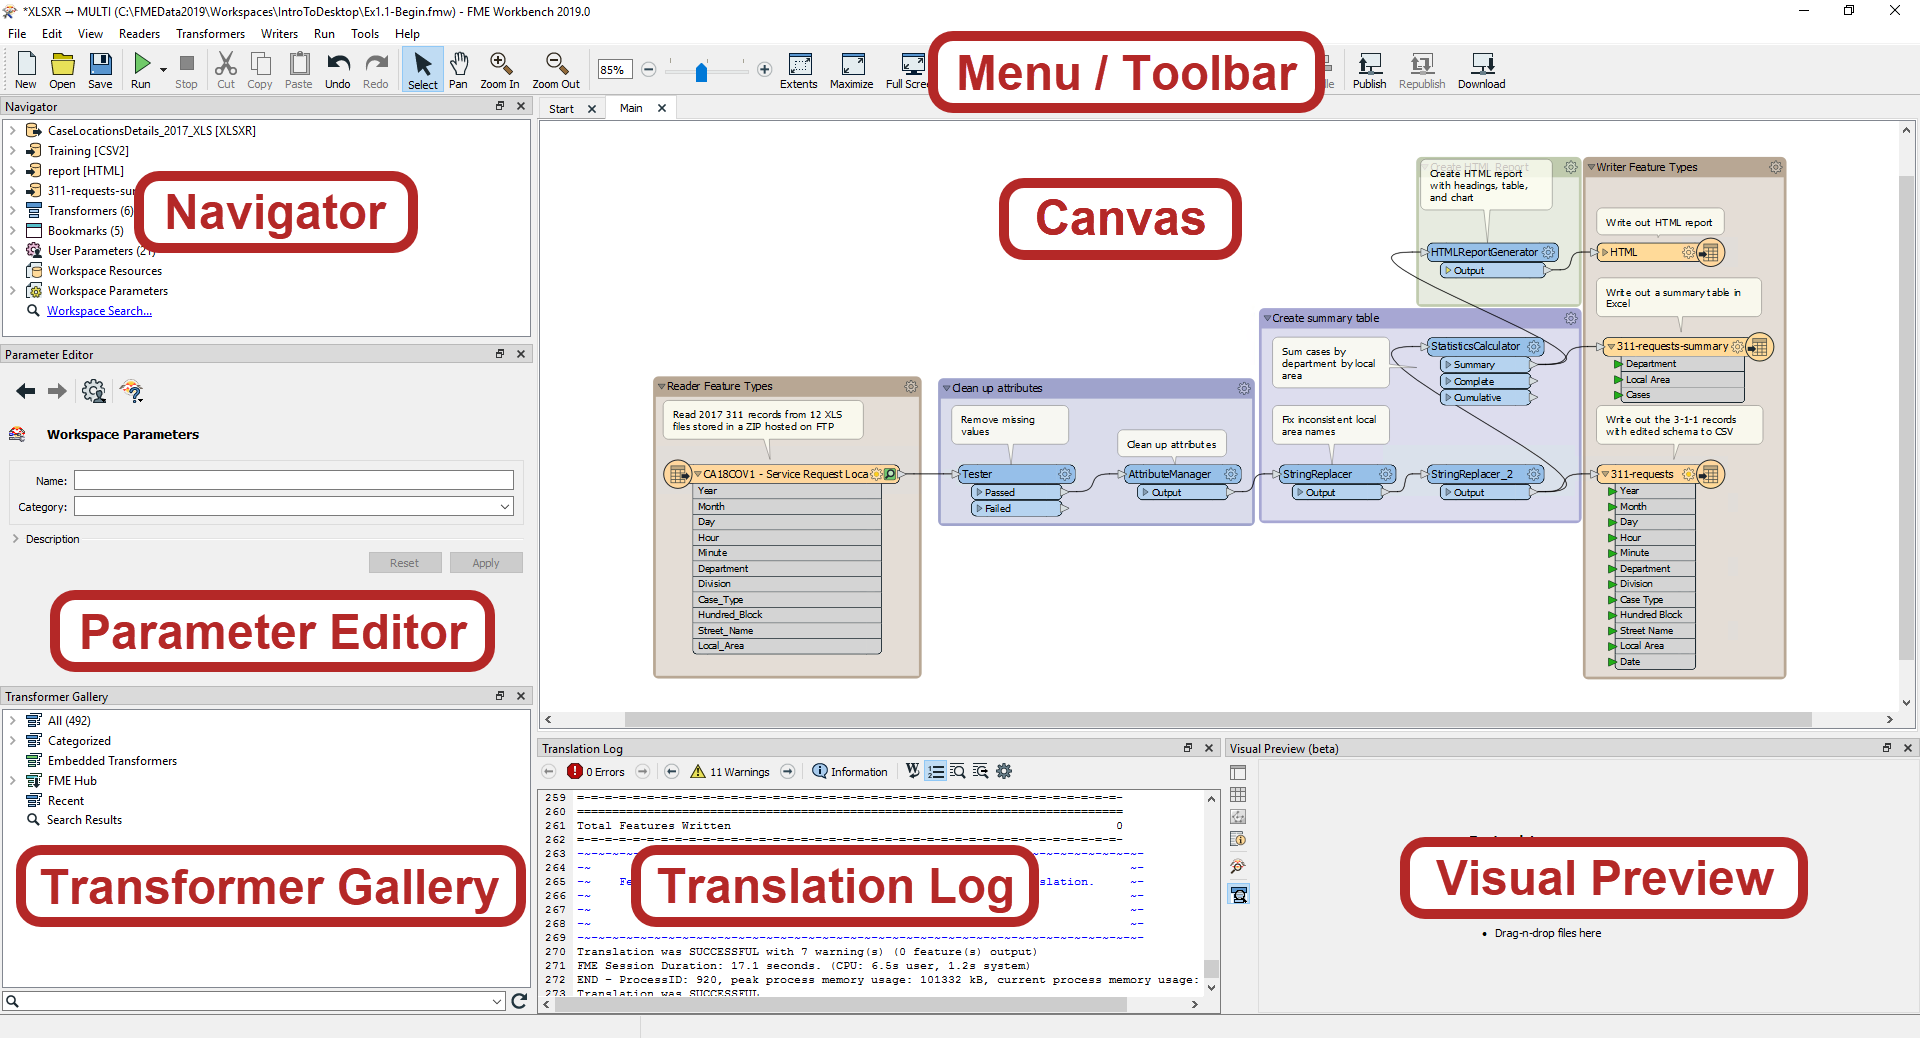 *XLSXR → MULTI (C:\FMEData2019\Workspaces\IntroToDesktop\Ex1.1-Begin.fmw) - FME Workbench 2019.0
File Edit View Readers Transformers Writers Run Tools Help
New Open Save Run Stop Cut Copy Paste Undo Redo Select Pan Zoom In Zoom Out 85% Extents Maximize Full Scre Publish Republish Download
Menu / Toolbar
Navigator
CaseLocationsDetails_2017_XLS [XLSXR]
Training [CSV2]
report [HTML]
311-requests-su
Transformers (6)
Bookmarks (5)
User Parameters (21)
Workspace Resources
Workspace Parameters
Workspace Search...
Navigator
Parameter Editor
Workspace Parameters
Name:
Category:
Description
Reset Apply
Parameter Editor
Transformer Gallery
All (492)
Categorized
Embedded Transformers
FME Hub
Recent
Search Results
Transformer Gallery
Start Main
Canvas
Reader Feature Types
Read 2017 311 records from 12 XLS
files stored in a ZIP hosted on FTP
CA18COV1 - Service Request Loca
Year
Month
Day
Hour
Minute
Department
Division
Case_Type
Hundred_Block
Street_Name
Local_Area
Clean up attributes
Remove missing
values
Tester
Passed
Failed
Clean up attributes
AttributeManager
Output
Create summary table
Sum cases by
department by local
area
StatisticsCalculator
Summary
Complete
Cumulative
Fix inconsistent local
area names
StringReplacer
Output
StringReplacer_2
Output
Create HTML Report
Create HTML report
with headings, table,
and chart
HTMLReportGenerator
Output
Writer Feature Types
Write out HTML report
HTML
Write out a summary table in
Excel
311-requests-summary
Department
Local Area
Cases
Write out the 3-1-1 records
with edited schema to CSV
311-requests
Year
Month
Day
Hour
Minute
Department
Division
Case Type
Hundred Block
Street Name
Local Area
Date
Translation Log
0 Errors 11 Warnings Information
259 =-=-=-=-=-=-=-=-=-=-=-=-=-=-=-=-=-=-=-=-=-=-=-=-=-=-=-=-=-=-=-=-=-=-=-=-=-=-=-
260 ==============================================================================
261 Total Features Written 0
262 =-=-=-=-=-=-=-=-=-=-=-=-=-=-=-=-=-=-=-=-=-=-=-=-=-=-=-=-=-=-=-=-=-=-=-=-=-=-=-
263 -~-~-~-~-~-~-~-~-~-~-~-~-~-~-~-~-~-~-~-~-~-~-~-~-~-~-~-~-~-~-~-~-~-~-~-~-~-~-~-~-
264 -~ ~-
265 -~ Fe slation. ~-
266 -~ ~-
267 -~ ~-
268 -~ ~-
269 -~-~-~-~-~-~-~-~-~-~-~-~-~-~-~-~-~-~-~-~-~-~-~-~-~-~-~-~-~-~-~-~-~-~-~-~-~-~-~-~-
270 Translation was SUCCESSFUL with 7 warning(s) (0 feature(s) output)
271 FME Session Duration: 17.1 seconds. (CPU: 6.5s user, 1.2s system)
272 END - ProcessID: 920, peak process memory usage: 101332 kB, current process memory usage:
273 Translation was SUCCESSFUL
Translation Log
Visual Preview (beta)
Visual Preview
• Drag-n-drop files here